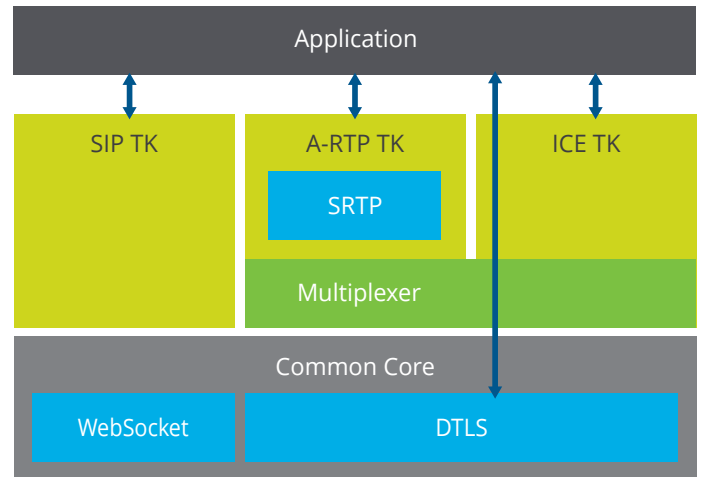 Application
SIP TK
A-RTP TK
ICE TK
SRTP
Multiplexer
Common Core
WebSocket
DTLS